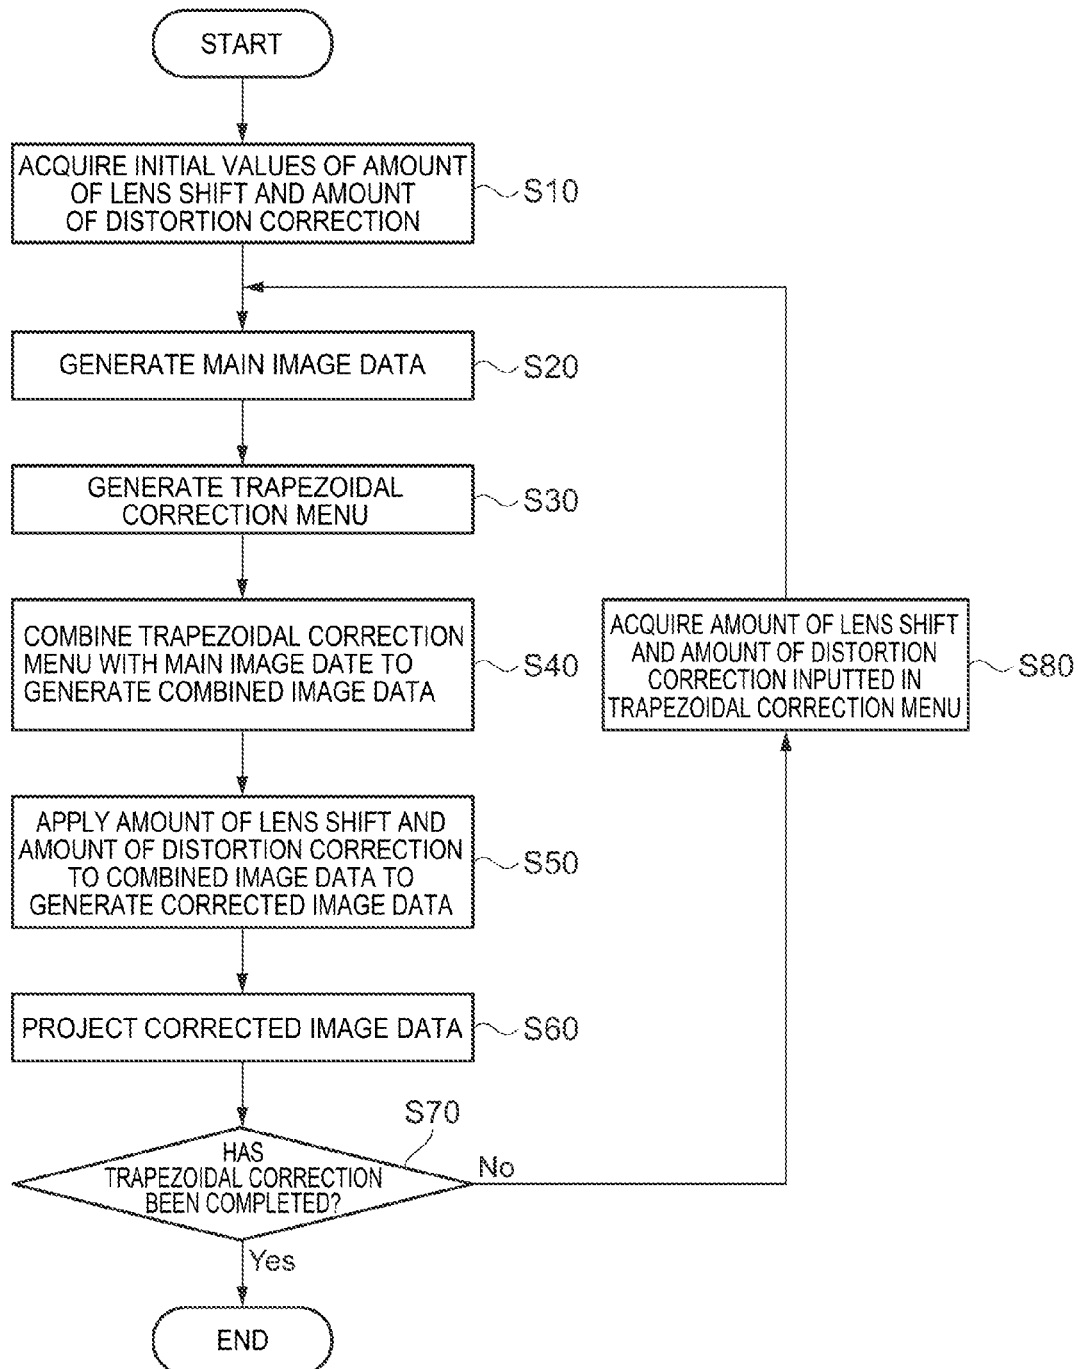 START
ACQUIRE INITIAL VALUES OF AMOUNT
OF LENS SHIFT AND AMOUNT
OF DISTORTION CORRECTION
S10
GENERATE MAIN IMAGE DATA
S20
GENERATE TRAPEZOIDAL
CORRECTION MENU
S30
COMBINE TRAPEZOIDAL CORRECTION
MENU WITH MAIN IMAGE DATE TO
GENERATE COMBINED IMAGE DATA
S40
ACQUIRE AMOUNT OF LENS SHIFT
AND AMOUNT OF DISTORTION
CORRECTION INPUTTED IN
TRAPEZOIDAL CORRECTION MENU
S80
APPLY AMOUNT OF LENS SHIFT AND
AMOUNT OF DISTORTION CORRECTION
TO COMBINED IMAGE DATA TO
GENERATE CORRECTED IMAGE DATA
S50
PROJECT CORRECTED IMAGE DATA
S60
S70
HAS
TRAPEZOIDAL CORRECTION
BEEN COMPLETED?
No
Yes
END